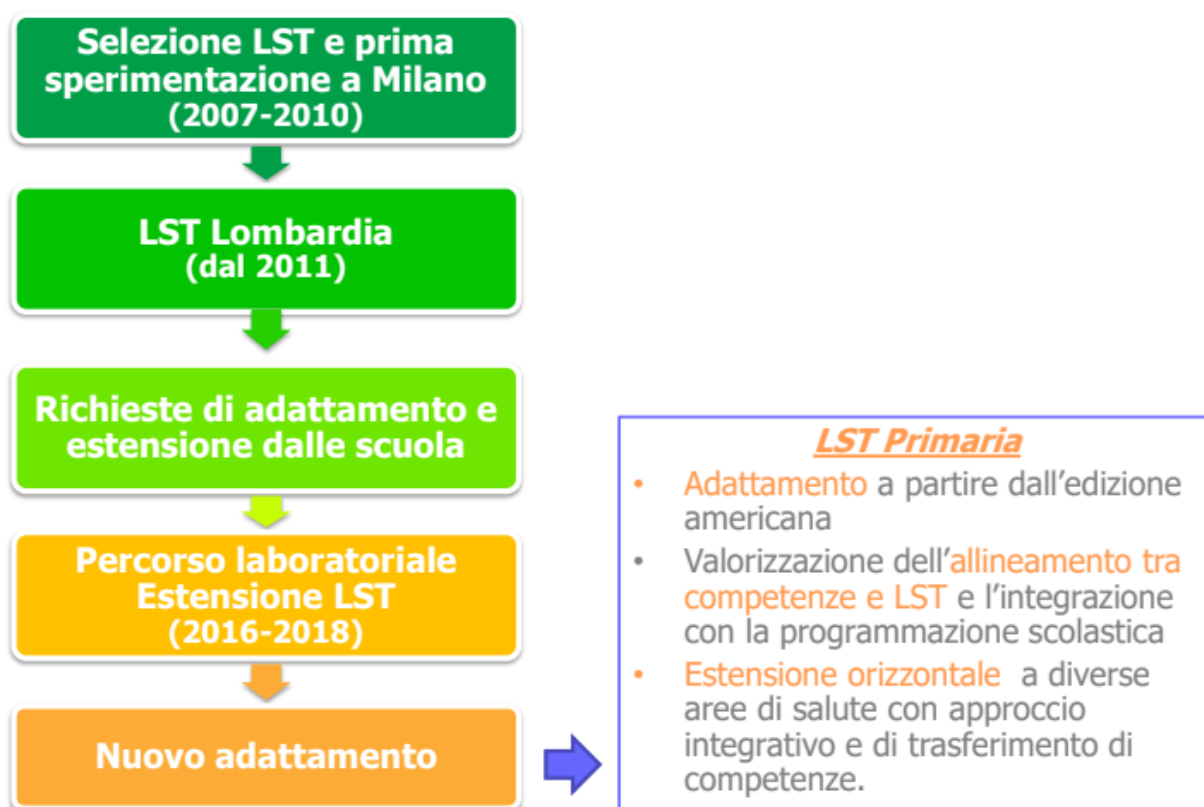 Selezione LST e prima
sperimentazione a Milano
(2007-2010)
LST Lombardia
(dal 2011)
Richieste di adattamento e
estensione dalle scuola
Percorso laboratoriale
Estensione LST
(2016-2018)
Nuovo adattamento
LST Primaria
• Adattamento a partire dall'edizione
americana
• Valorizzazione dell'allineamento tra
competenze e LST e l'integrazione
con la programmazione scolastica
• Estensione orizzontale a diverse
aree di salute con approccio
integrativo e di trasferimento di
competenze.